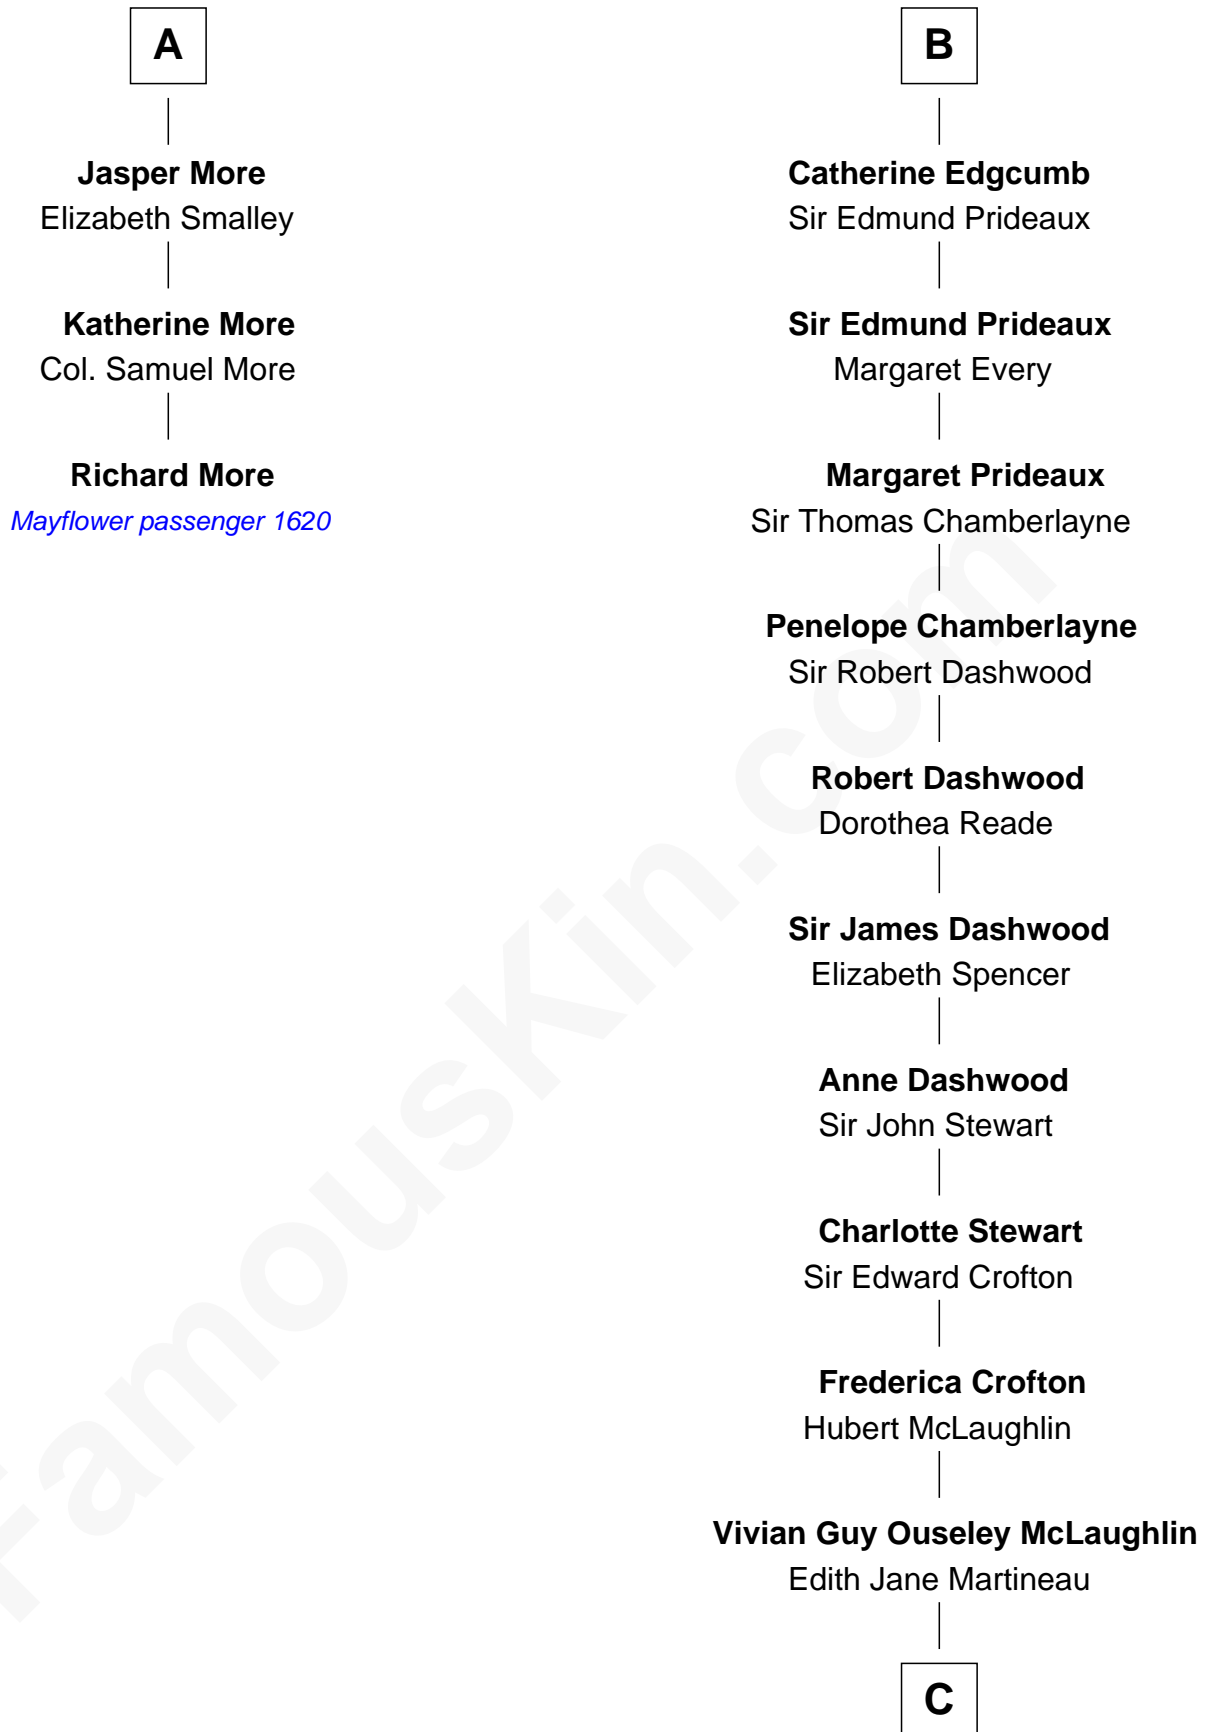 A
Jasper More
Elizabeth Smalley
Katherine More
Col. Samuel More
Richard More
Mayflower passenger 1620
B
Catherine Edgcumb
Sir Edmund Prideaux
Sir Edmund Prideaux
Margaret Every
Margaret Prideaux
Sir Thomas Chamberlayne
Penelope Chamberlayne
Sir Robert Dashwood
Robert Dashwood
Dorothea Reade
Sir James Dashwood
Elizabeth Spencer
Anne Dashwood
Sir John Stewart
Charlotte Stewart
Sir Edward Crofton
Frederica Crofton
Hubert McLaughlin
Vivian Guy Ouseley McLaughlin
Edith Jane Martineau
C
FamousKin.com